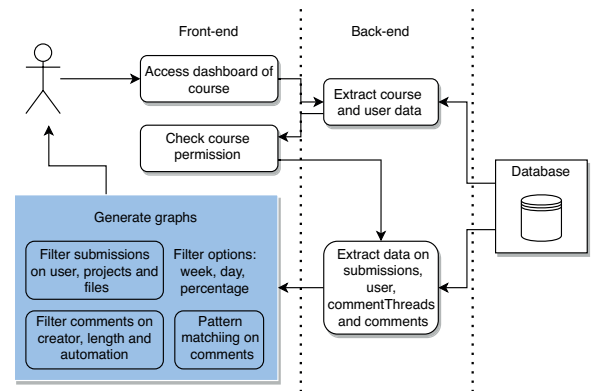 Front-end
Back-end
Access dashboard of
course
Extract course
and user data
Check course
permission
Database
Generate graphs
Filter submissions
on user, projects and
files
Filter options:
week, day,
percentage
Extract data on
submissions,
user,
commentThreads
and comments
Filter comments on
creator, length and
automation
Pattern
matchiing on
comments